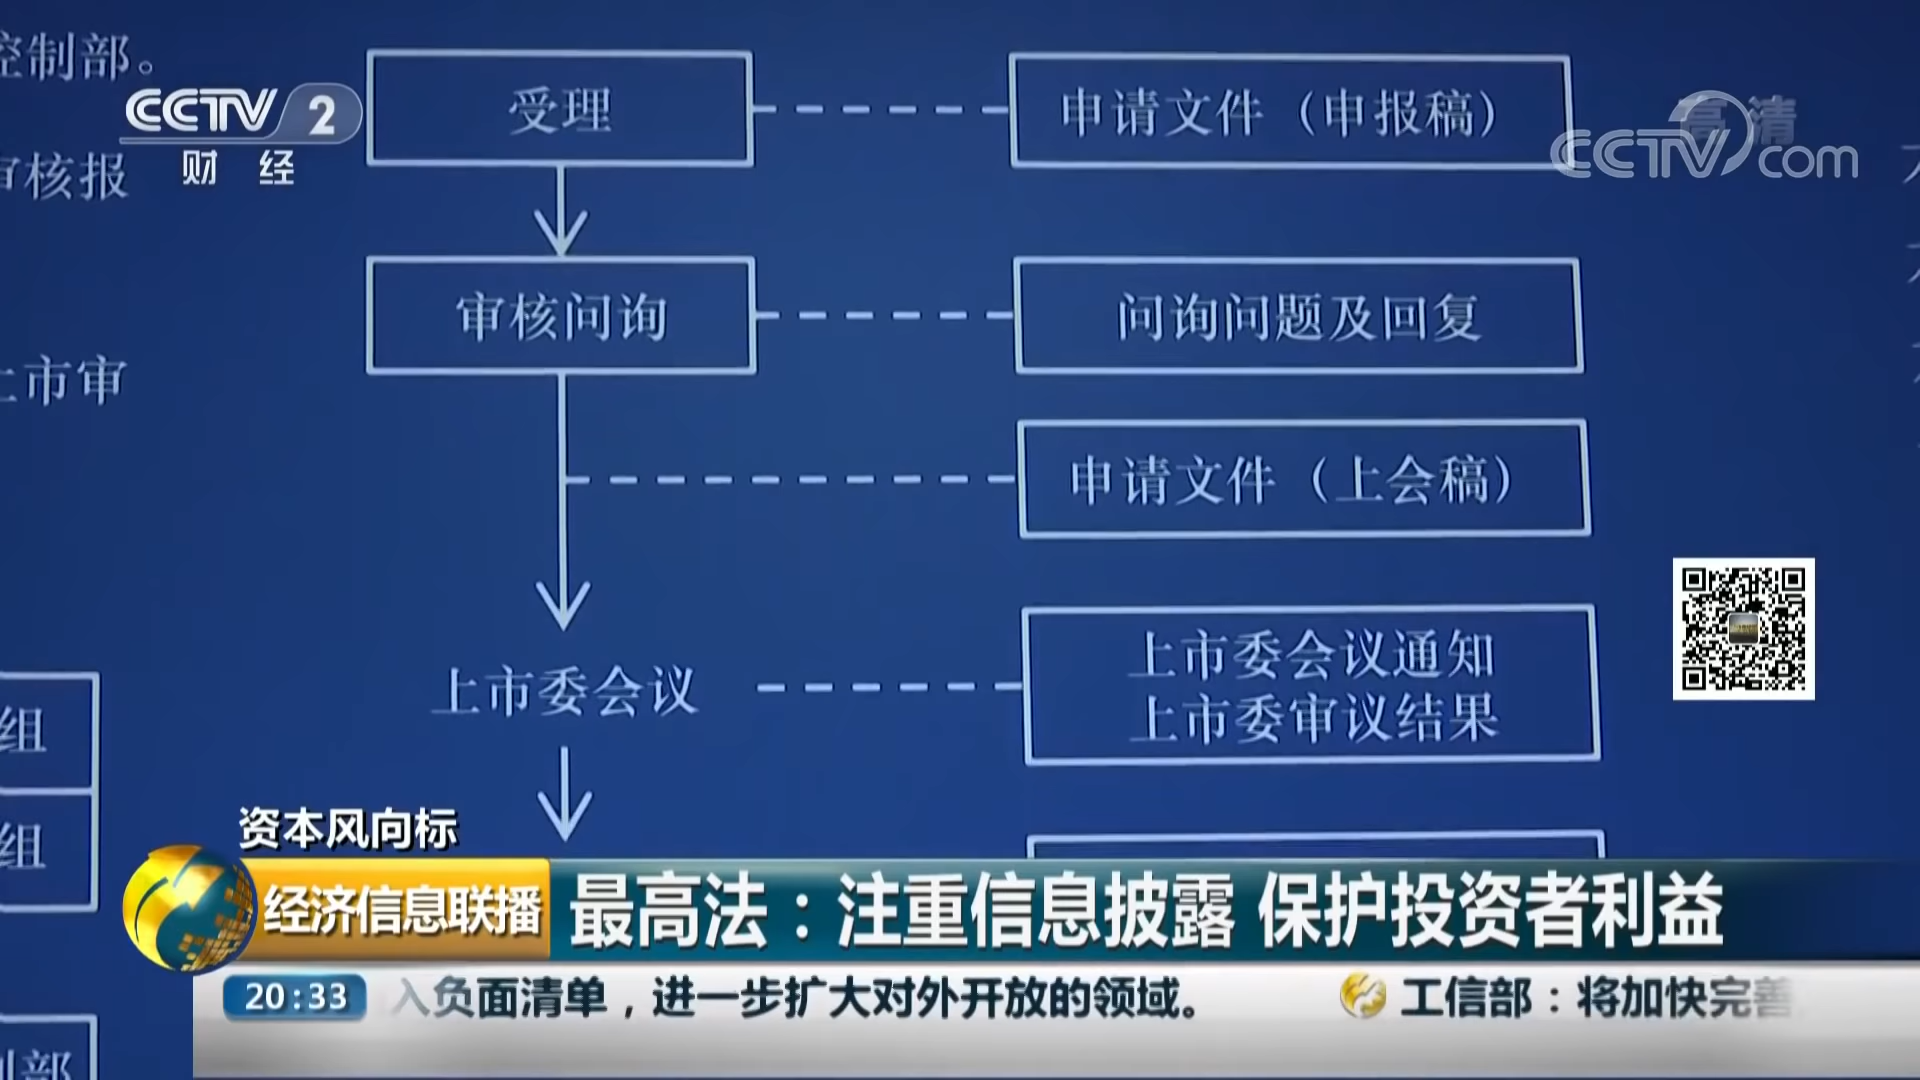 控制部。
CCTV 2
财 经
高清
CCTV.com
审核报
上市审
受理
申请文件（申报稿）
审核问询
问询问题及回复
申请文件（上会稿）
上市委会议
上市委会议通知
上市委审议结果
组
组
资本风向标
经济信息联播
最高法：注重信息披露 保护投资者利益
20:33
入负面清单，进一步扩大对外开放的领域。
工信部：将加快完善
制部